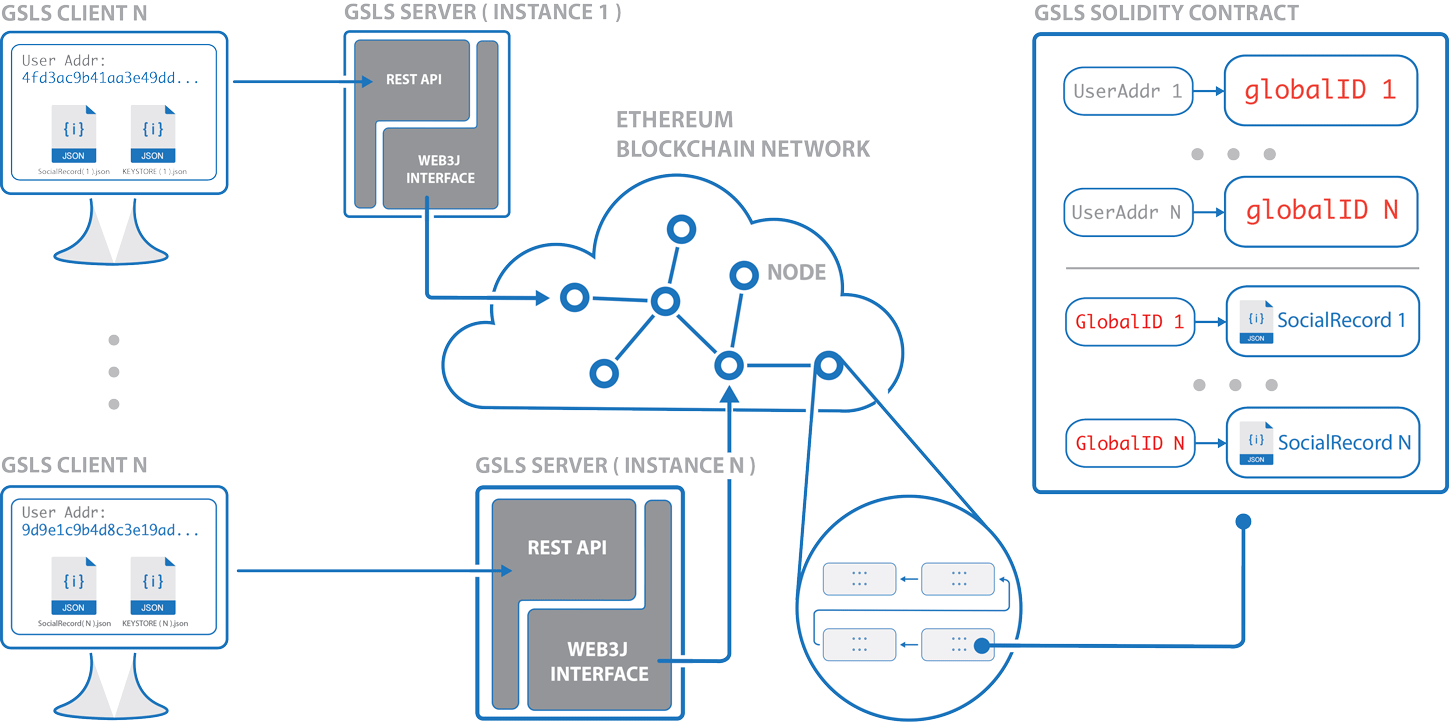 GSLS CLIENT N
User Addr:
4fd3ac9b41aa3e49dd...
{i}
JSON
SocialRecord(1).json
{i}
JSON
KEYSTORE (1).json
GSLS SERVER ( INSTANCE 1 )
REST API
WEB3J
INTERFACE
ETHEREUM
BLOCKCHAIN NETWORK
NODE
GSLS SOLIDITY CONTRACT
UserAddr 1
globalID 1
UserAddr N
globalID N
GlobalID 1
{i}
JSON
SocialRecord 1
GlobalID N
{i}
JSON
SocialRecord N
GSLS CLIENT N
User Addr:
9d9e1c9b4d8c3e19ad...
{i}
JSON
SocialRecord(N).json
{i}
JSON
KEYSTORE (N).json
GSLS SERVER ( INSTANCE N )
REST API
WEB3J
INTERFACE